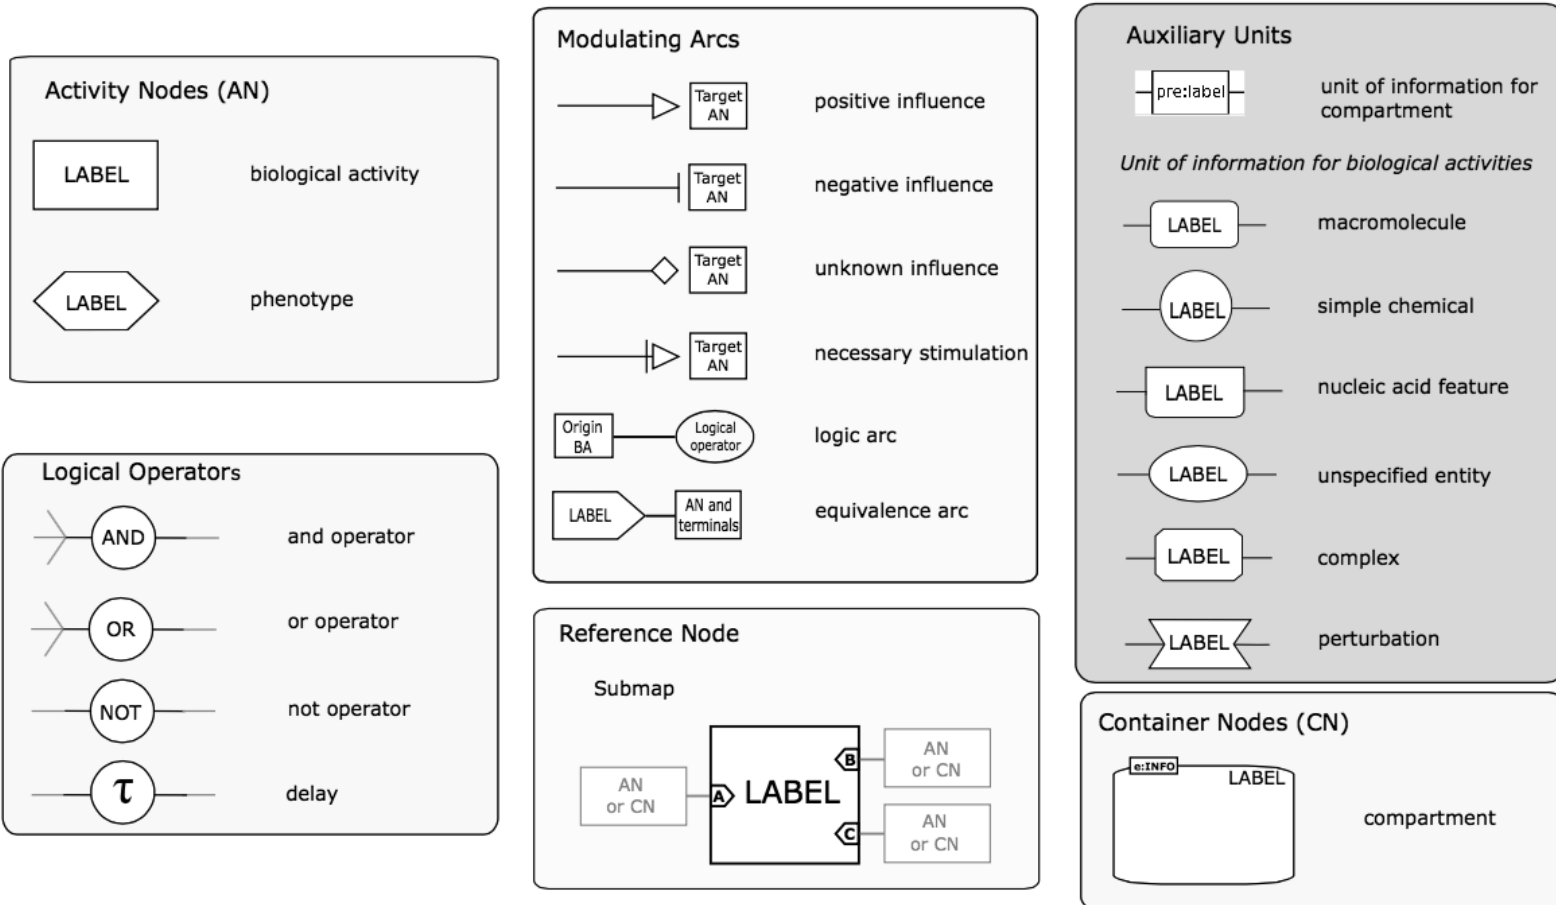 Activity Nodes (AN)
LABEL
biological activity
LABEL
phenotype
Logical Operators
AND
and operator
OR
or operator
NOT
not operator
τ
delay
Modulating Arcs
Target
AN
positive influence
Target
AN
negative influence
Target
AN
unknown influence
Target
AN
necessary stimulation
Origin
BA
Logical
operator
logic arc
LABEL
AN and
terminals
equivalence arc
Reference Node
Submap
AN
or CN
A
LABEL
B
C
AN
or CN
AN
or CN
Auxiliary Units
pre:label
unit of information for
compartment
Unit of information for biological activities
LABEL
macromolecule
LABEL
simple chemical
LABEL
nucleic acid feature
LABEL
unspecified entity
LABEL
complex
LABEL
perturbation
Container Nodes (CN)
e:INFO
LABEL
compartment